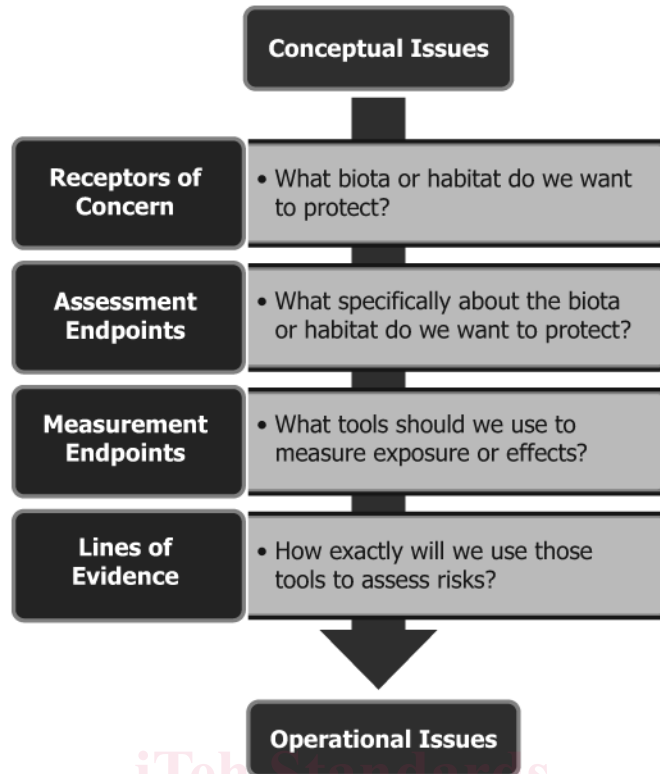 Conceptual Issues
Receptors of
Concern
• What biota or habitat do we want
to protect?
Assessment
Endpoints
• What specifically about the biota
or habitat do we want to protect?
Measurement
Endpoints
• What tools should we use to
measure exposure or effects?
Lines of
Evidence
• How exactly will we use those
tools to assess risks?
Operational Issues
iTeh Standards